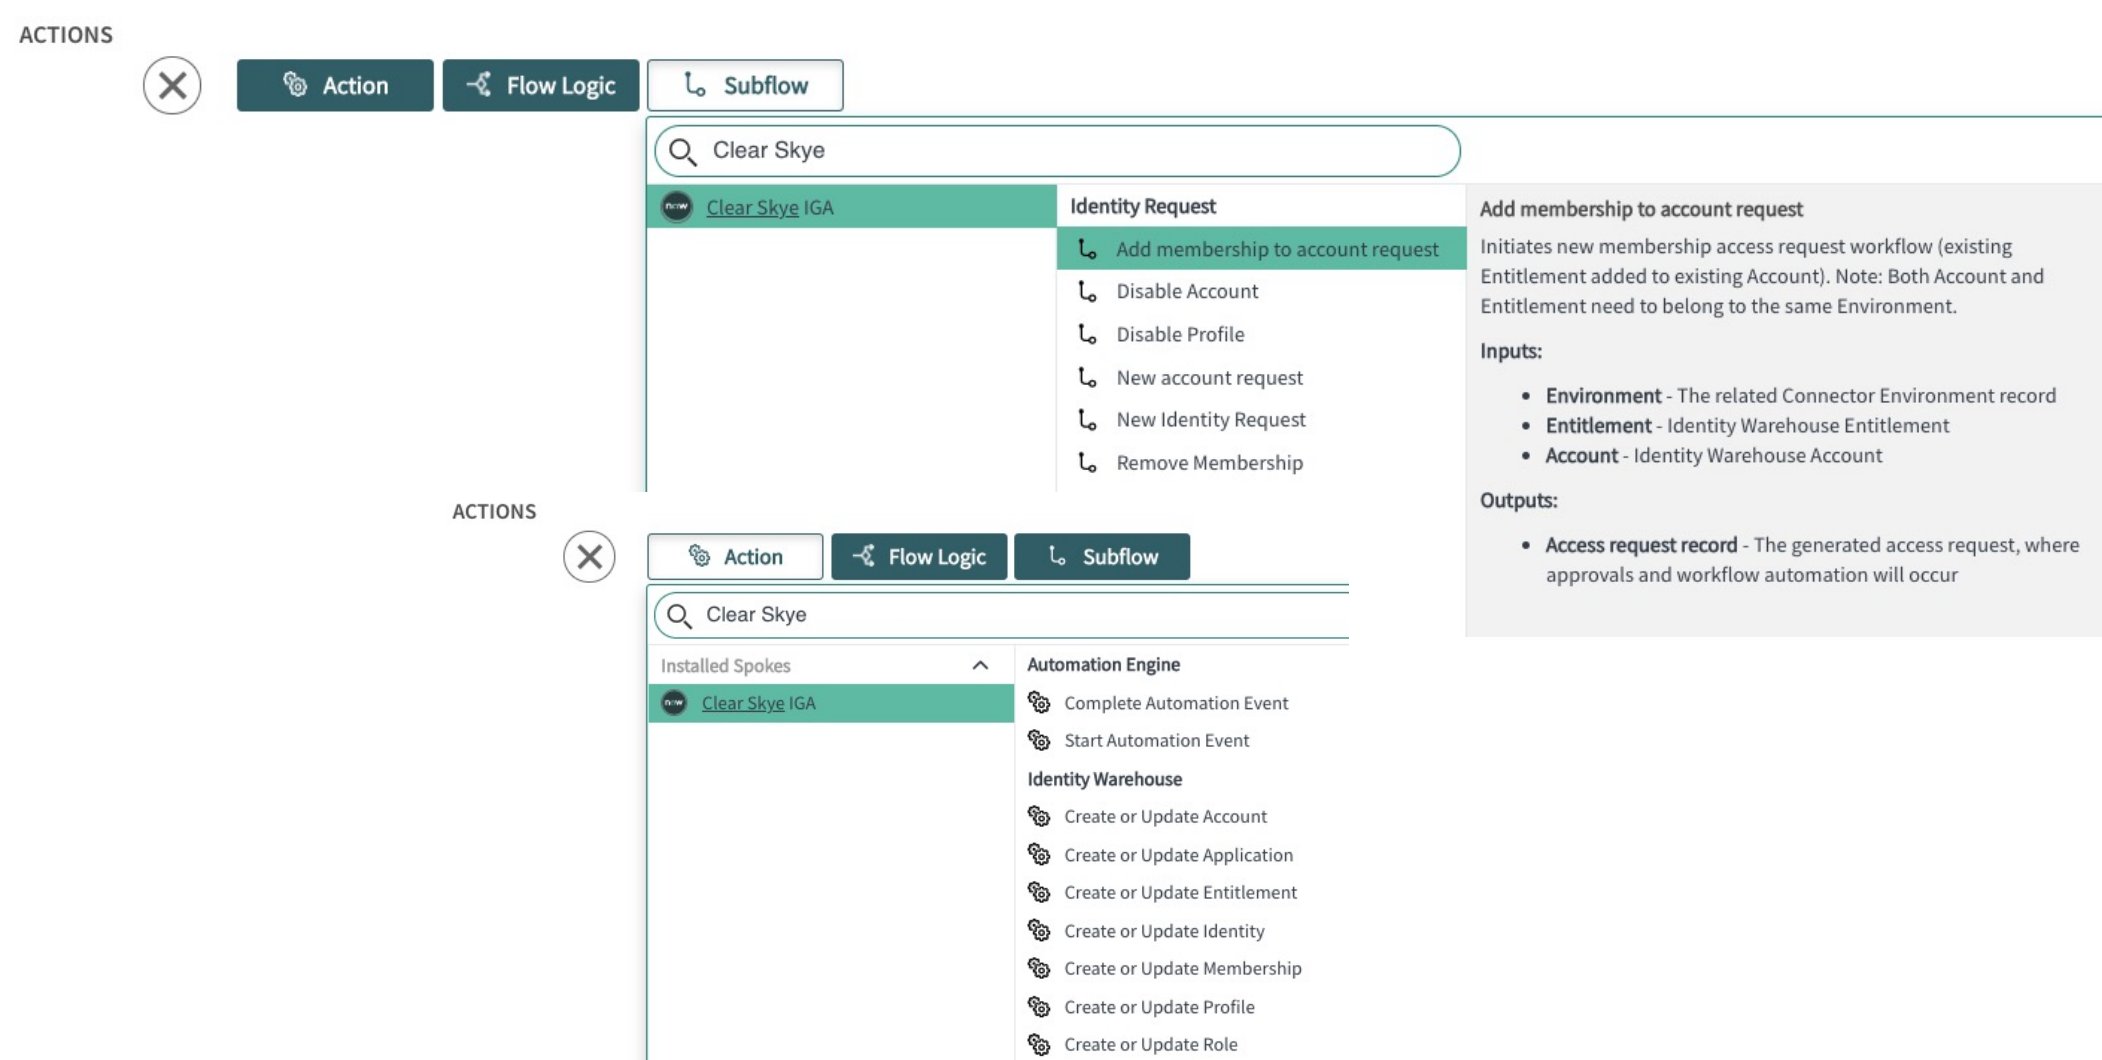 ACTIONS
Action
Flow Logic
Subflow
Clear Skye
now
Clear Skye IGA
Identity Request
Add membership to account request
Disable Account
Disable Profile
New account request
New Identity Request
Remove Membership
Add membership to account request
Initiates new membership access request workflow (existing
Entitlement added to existing Account). Note: Both Account and
Entitlement need to belong to the same Environment.
Inputs:
• Environment - The related Connector Environment record
• Entitlement - Identity Warehouse Entitlement
• Account - Identity Warehouse Account
Outputs:
• Access request record - The generated access request, where
approvals and workflow automation will occur
ACTIONS
Action
Flow Logic
Subflow
Clear Skye
Installed Spokes
now
Clear Skye IGA
Automation Engine
Complete Automation Event
Start Automation Event
Identity Warehouse
Create or Update Account
Create or Update Application
Create or Update Entitlement
Create or Update Identity
Create or Update Membership
Create or Update Profile
Create or Update Role